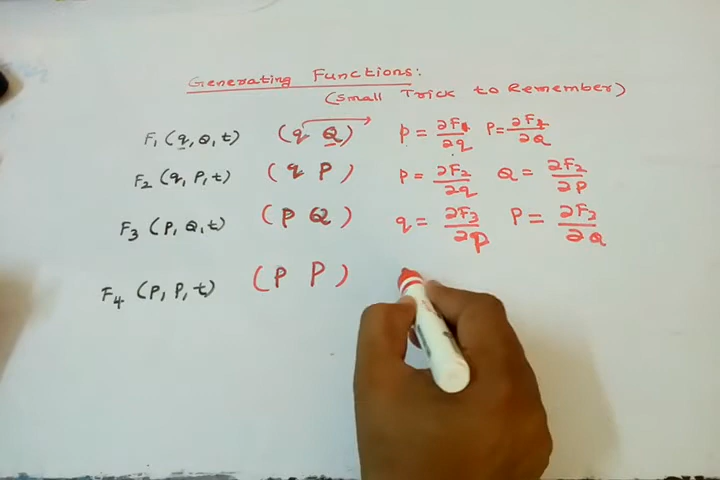 Generating Functions:
(Small Trick to Remember)
F₁ (q, Q, t) (q Q) p = ∂F₁/∂q P = ∂F₁/∂Q
F₂ (q, P, t) (q P) p = ∂F₂/∂q Q = ∂F₂/∂P
F₃ (p, Q, t) (p Q) q = ∂F₃/∂p P = ∂F₃/∂Q
F₄ (p, P, t) (p P)